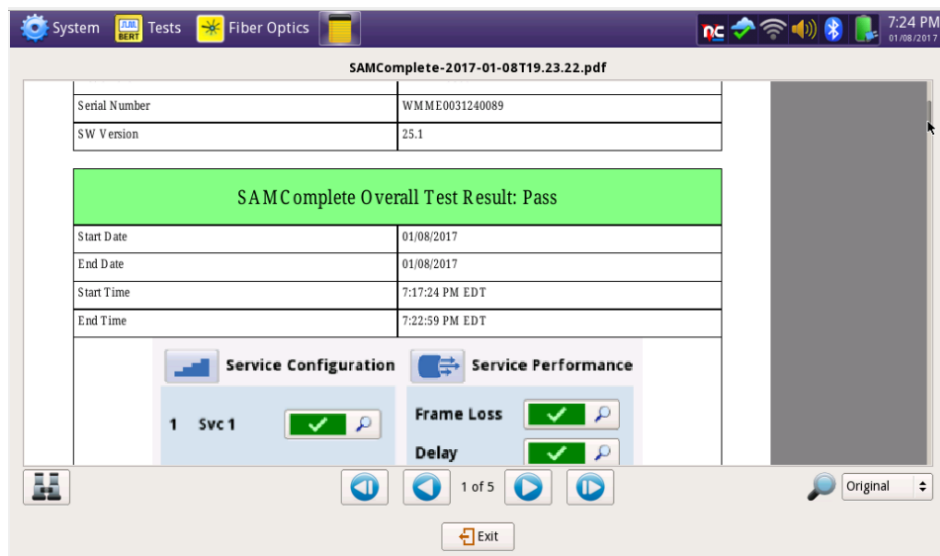 System BERT Tests Fiber Optics 7:24 PM
01/08/2017
SAMComplete-2017-01-08T19.23.22.pdf
Serial Number WMME0031240089
SW Version 25.1
SAMComplete Overall Test Result: Pass
Start Date 01/08/2017
End Date 01/08/2017
Start Time 7:17:24 PM EDT
End Time 7:22:59 PM EDT
Service Configuration Service Performance
1 Svc 1 Frame Loss
Delay
1 of 5 Original
Exit